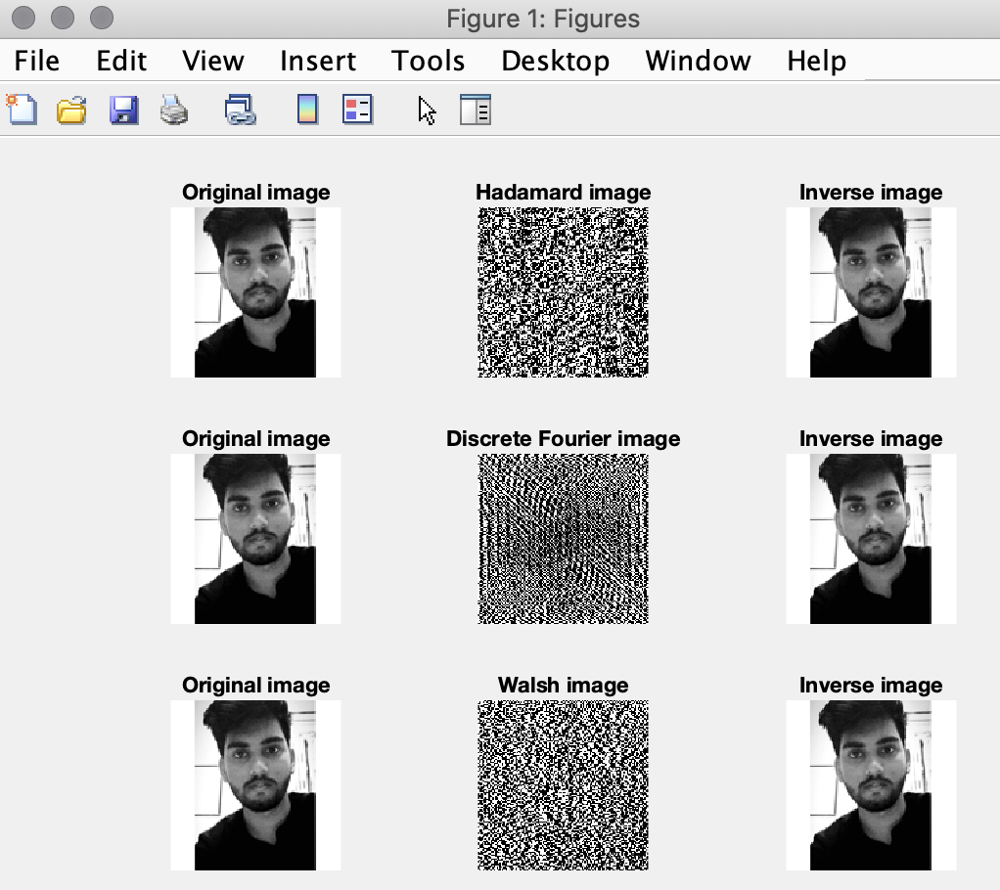 Figure 1: Figures
File Edit View Insert Tools Desktop Window Help
Original image Hadamard image Inverse image
Original image Discrete Fourier image Inverse image
Original image Walsh image Inverse image